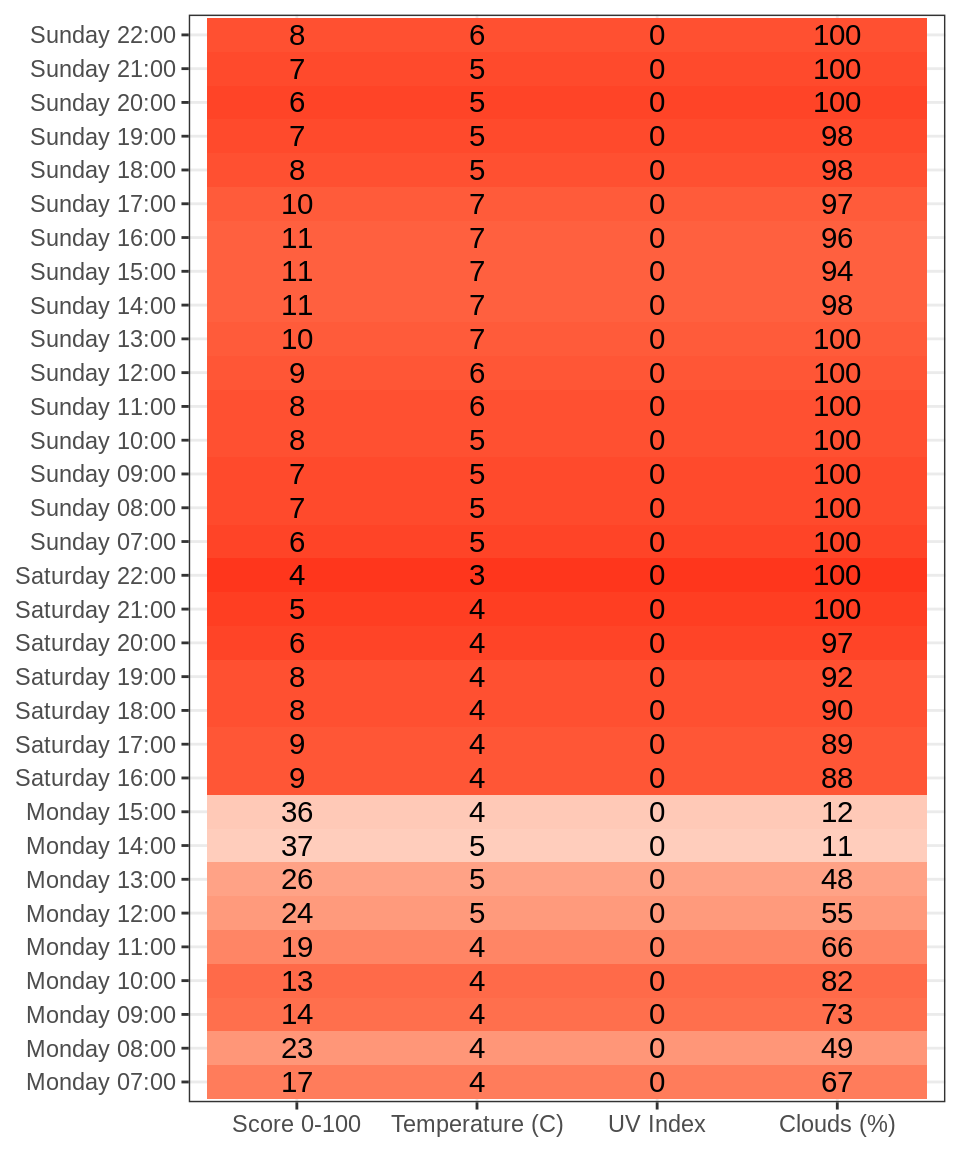 Sunday 22:00 8 6 0 100
Sunday 21:00 7 5 0 100
Sunday 20:00 6 5 0 100
Sunday 19:00 7 5 0 98
Sunday 18:00 8 5 0 98
Sunday 17:00 10 7 0 97
Sunday 16:00 11 7 0 96
Sunday 15:00 11 7 0 94
Sunday 14:00 11 7 0 98
Sunday 13:00 10 7 0 100
Sunday 12:00 9 6 0 100
Sunday 11:00 8 6 0 100
Sunday 10:00 8 5 0 100
Sunday 09:00 7 5 0 100
Sunday 08:00 7 5 0 100
Sunday 07:00 6 5 0 100
Saturday 22:00 4 3 0 100
Saturday 21:00 5 4 0 100
Saturday 20:00 6 4 0 97
Saturday 19:00 8 4 0 92
Saturday 18:00 8 4 0 90
Saturday 17:00 9 4 0 89
Saturday 16:00 9 4 0 88
Monday 15:00 36 4 0 12
Monday 14:00 37 5 0 11
Monday 13:00 26 5 0 48
Monday 12:00 24 5 0 55
Monday 11:00 19 4 0 66
Monday 10:00 13 4 0 82
Monday 09:00 14 4 0 73
Monday 08:00 23 4 0 49
Monday 07:00 17 4 0 67
Score 0-100 Temperature (C) UV Index Clouds (%)